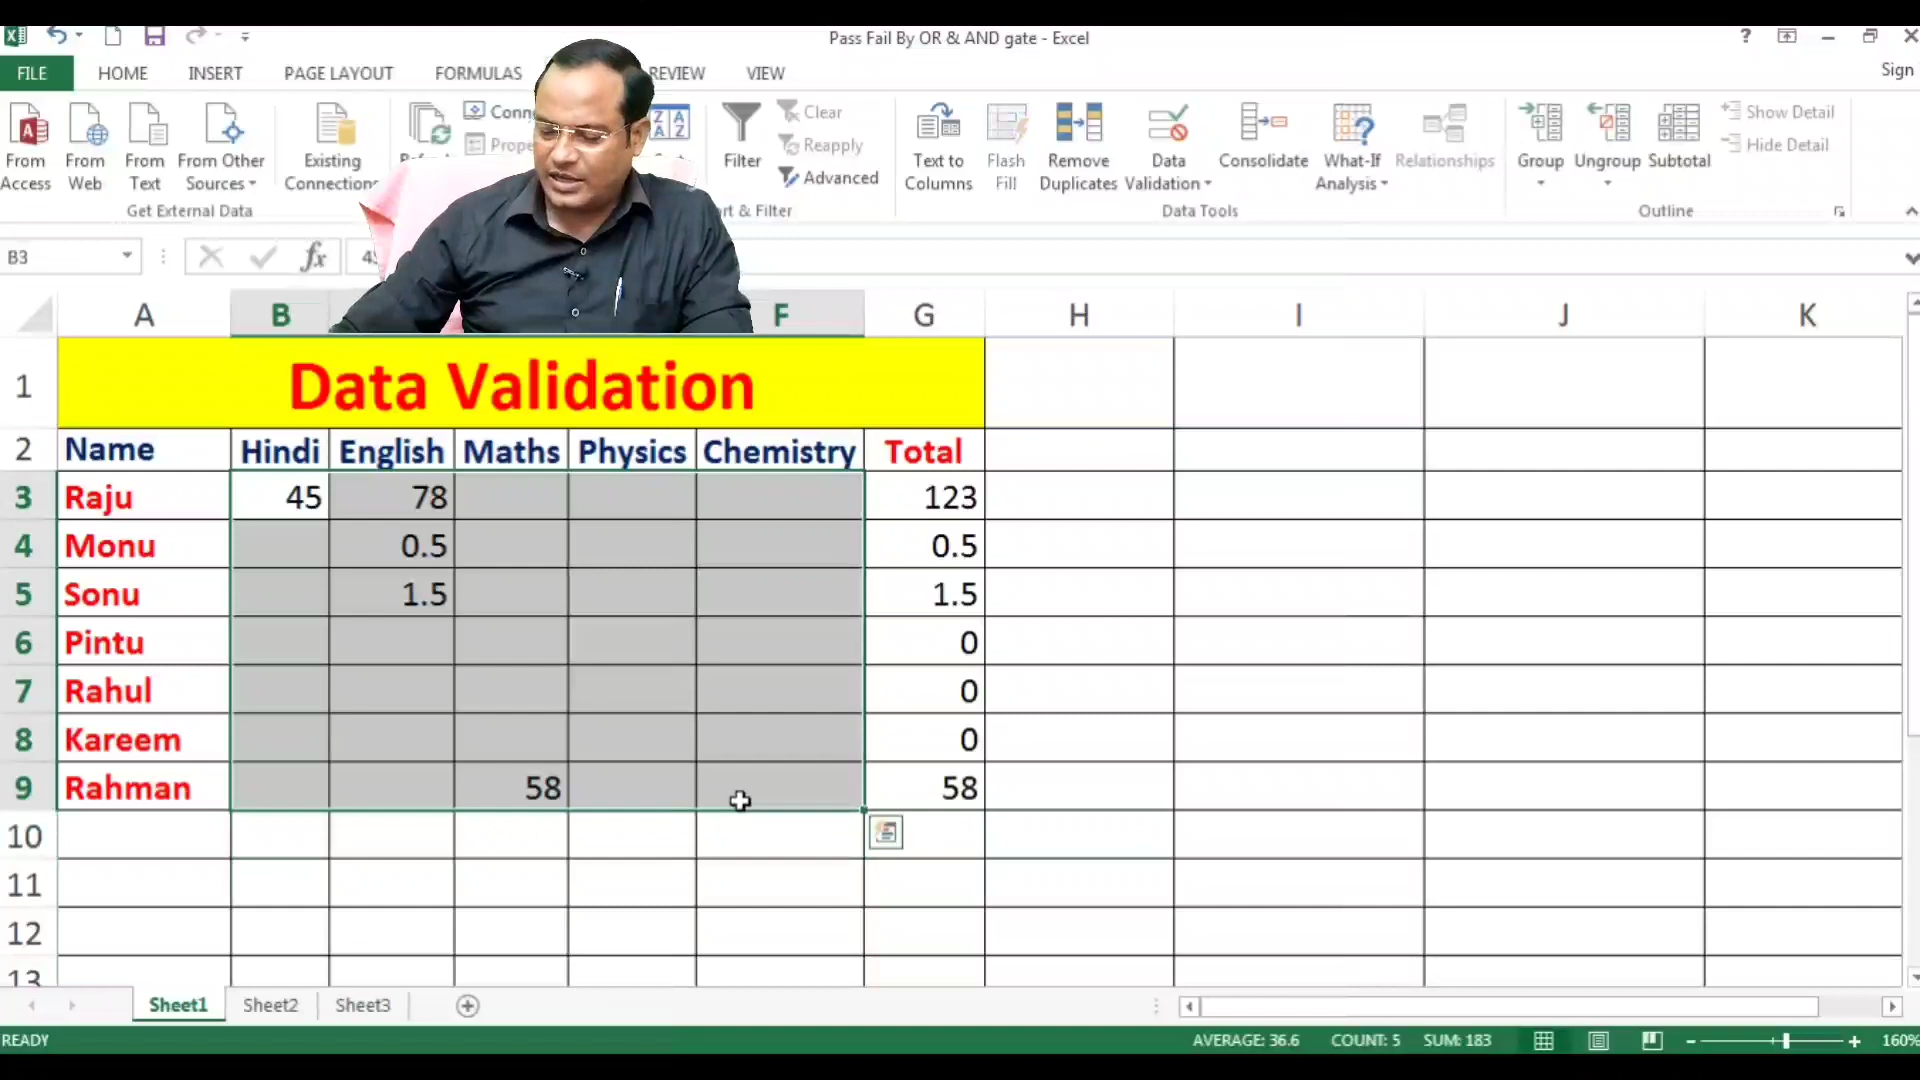 Pass Fail By OR & AND gate - Excel
Sign
FILE HOME INSERT PAGE LAYOUT FORMULAS REVIEW VIEW
From Access
From Web
From Text
From Other Sources
Existing
Get External Data
Filter
Clear
Reapply
Advanced
Text to Columns
Flash Fill
Remove Duplicates
Data Validation
Consolidate
What-If Analysis
Relationships
Data Tools
Group
Ungroup
Subtotal
Show Detail
Hide Detail
Outline
B3 fx
A B F G H I J K
1 Data Validation
2 Name Hindi English Maths Physics Chemistry Total
3 Raju 45 78 123
4 Monu 0.5 0.5
5 Sonu 1.5 1.5
6 Pintu 0
7 Rahul 0
8 Kareem 0
9 Rahman 58 58
10
11
12
13
Sheet1 Sheet2 Sheet3
READY AVERAGE: 36.6 COUNT: 5 SUM: 183 160%